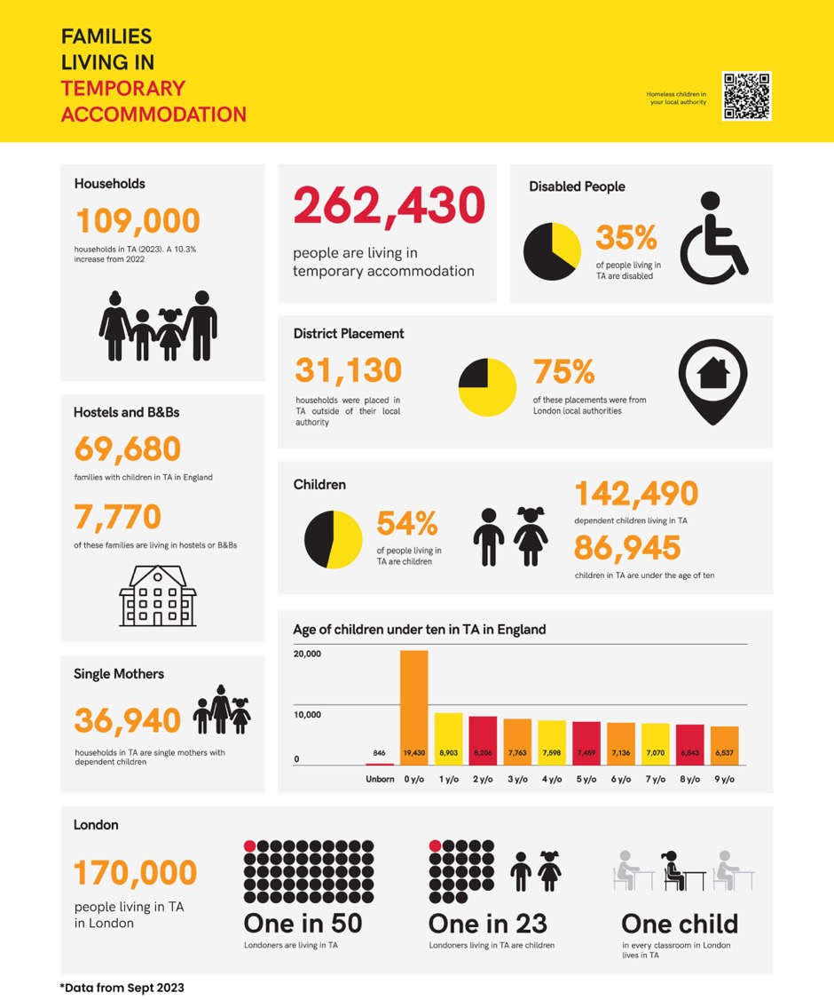 FAMILIES
LIVING IN
TEMPORARY
ACCOMMODATION
Homeless children in
your local authority
Households
109,000
households in TA (2023). A 10.3%
increase from 2022
262,430
people are living in
temporary accommodation
Disabled People
35%
of people living in
TA are disabled
District Placement
31,130
households were placed in
TA outside of their local
authority
75%
of these placements were from
London local authorities
Hostels and B&Bs
69,680
families with children in TA in England
7,770
of these families are living in hostels or B&Bs
Children
54%
of people living in
TA are children
142,490
dependent children living in TA
86,945
children in TA are under the age of ten
Single Mothers
36,940
households in TA are single mothers with
dependent children
Age of children under ten in TA in England
20,000
10,000
0
846 19,430 8,903 8,206 7,763 7,598 7,459 7,136 7,070 6,843 6,537
Unborn 0 y/o 1 y/o 2 y/o 3 y/o 4 y/o 5 y/o 6 y/o 7 y/o 8 y/o 9 y/o
London
170,000
people living in TA
in London
One in 50
Londoners are living in TA
One in 23
Londoners living in TA are children
One child
in every classroom in London
lives in TA
*Data from Sept 2023